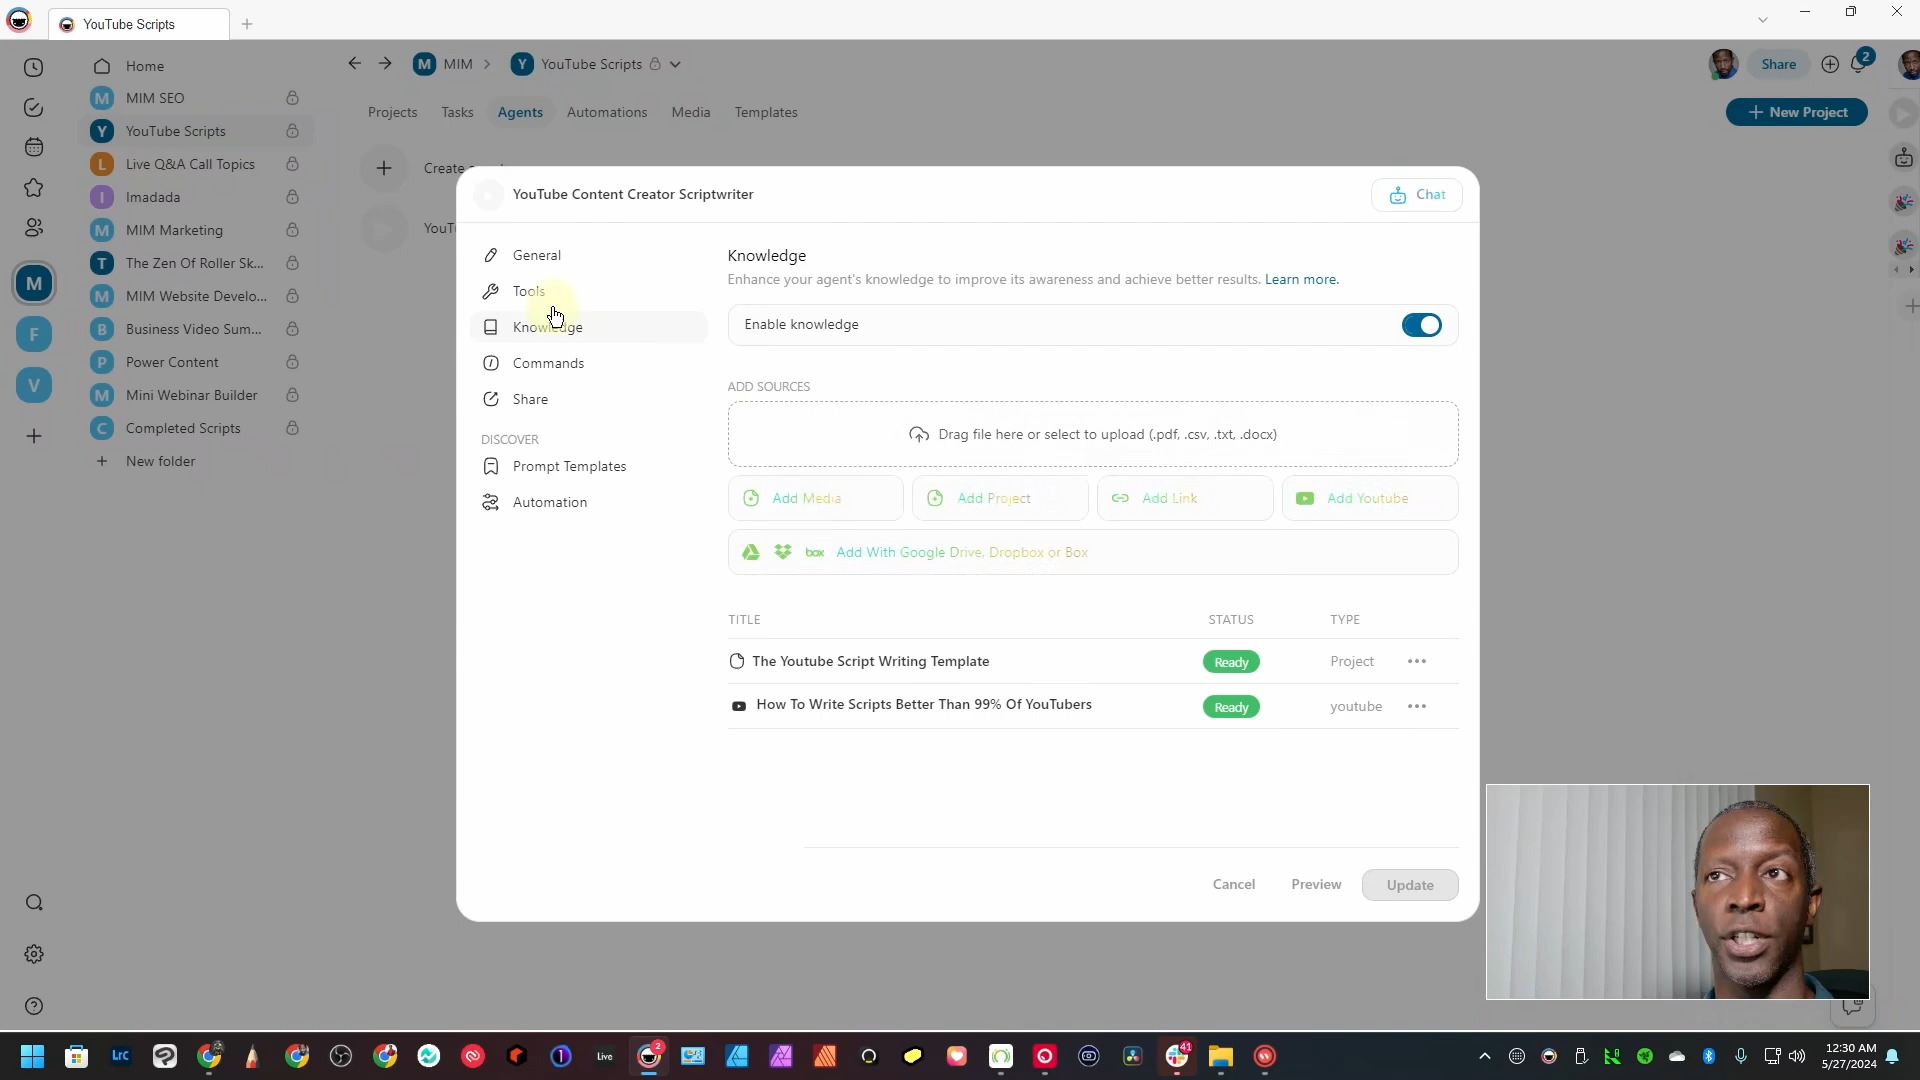 YouTube Scripts
Home
M MIM SEO
Y YouTube Scripts
L Live Q&A Call Topics
I Imadada
M MIM Marketing
T The Zen Of Roller Sk...
M MIM Website Develo...
B Business Video Sum...
P Power Content
M Mini Webinar Builder
C Completed Scripts
New folder
M
F
V
M MIM
Y YouTube Scripts
Share
2
Projects
Tasks
Agents
Automations
Media
Templates
New Project
Create
YouT
YouTube Content Creator Scriptwriter
Chat
General
Tools
Knowledge
Commands
Share
DISCOVER
Prompt Templates
Automation
Knowledge
Enhance your agent's knowledge to improve its awareness and achieve better results. Learn more.
Enable knowledge
ADD SOURCES
Drag file here or select to upload (.pdf, .csv, .txt, .docx)
Add Media
Add Project
Add Link
Add Youtube
box Add With Google Drive, Dropbox or Box
TITLE STATUS TYPE
The Youtube Script Writing Template Ready Project
How To Write Scripts Better Than 99% Of YouTubers Ready youtube
Cancel
Preview
Update
Lrc
Live
2
41
12:30 AM
5/27/2024